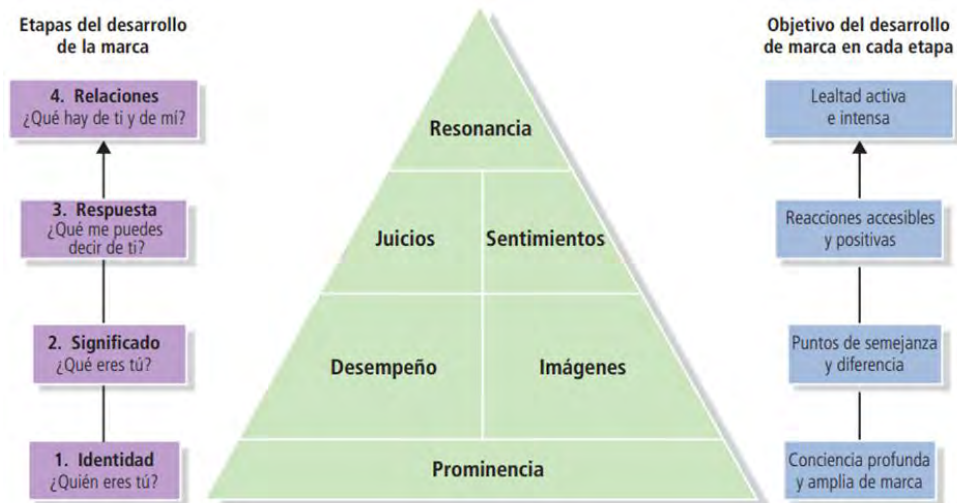 Etapas del desarrollo
de la marca
4. Relaciones
¿Qué hay de ti y de mí?
3. Respuesta
¿Qué me puedes
decir de ti?
2. Significado
¿Qué eres tú?
1. Identidad
¿Quién eres tú?
Resonancia
Juicios
Sentimientos
Desempeño
Imágenes
Prominencia
Objetivo del desarrollo
de marca en cada etapa
Lealtad activa
e intensa
Reacciones accesibles
y positivas
Puntos de semejanza
y diferencia
Conciencia profunda
y amplia de marca